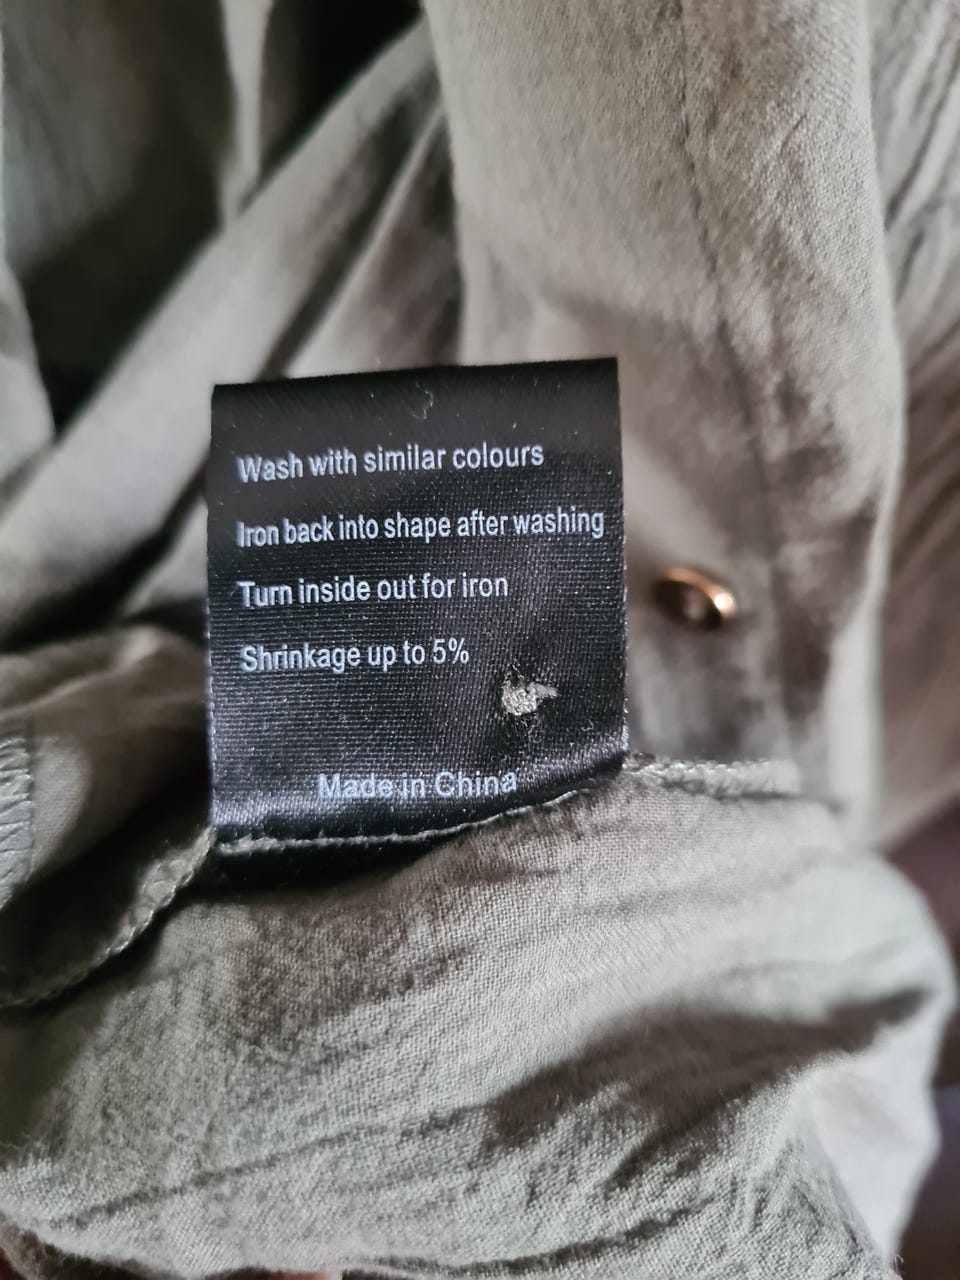 Wash with similar colours
Iron back into shape after washing
Turn inside out for iron
Shrinkage up to 5%
Made in China